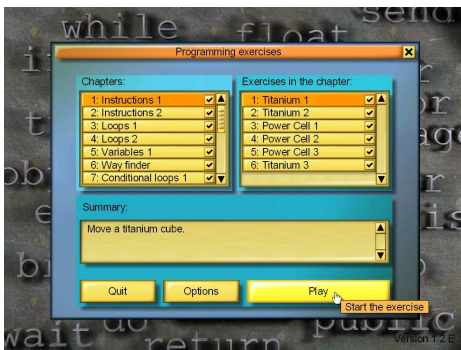 while
float
send
Programming exercises
Chapters:
1: Instructions 1
2: Instructions 2
3: Loops 1
4: Loops 2
5: Variables 1
6: Way finder
7: Conditional loops 1
Exercises in the chapter:
1: Titanium 1
2: Titanium 2
3: Power Cell 1
4: Power Cell 2
5: Power Cell 3
6: Titanium 3
Summary:
Move a titanium cube.
Quit
Options
Play
Start the exercise
wait
do
return
public
Version 1.2 E